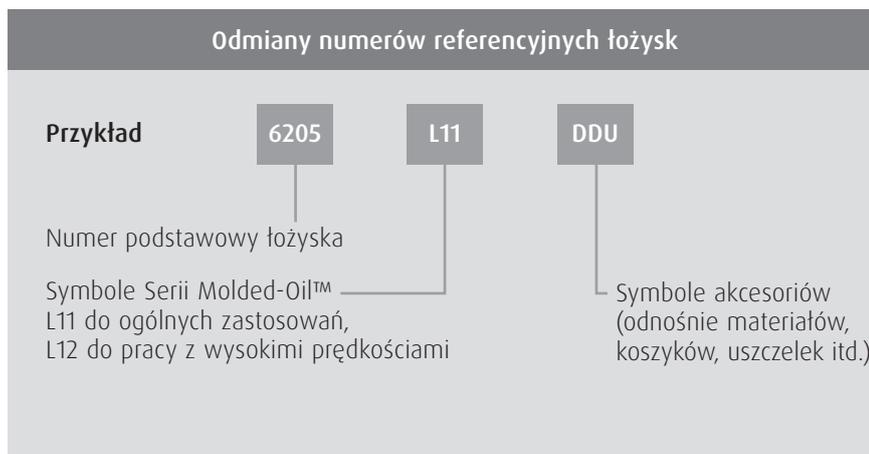 Odmiany numerów referencyjnych łożysk
Przykład 6205 L11 DDU
Numer podstawowy łożyska
Symbole Serii Molded-Oil™
L11 do ogólnych zastosowań,
L12 do pracy z wysokimi prędkościami
Symbole akcesoriów
(odnośnie materiałów,
koszyków, uszczelek itd.)